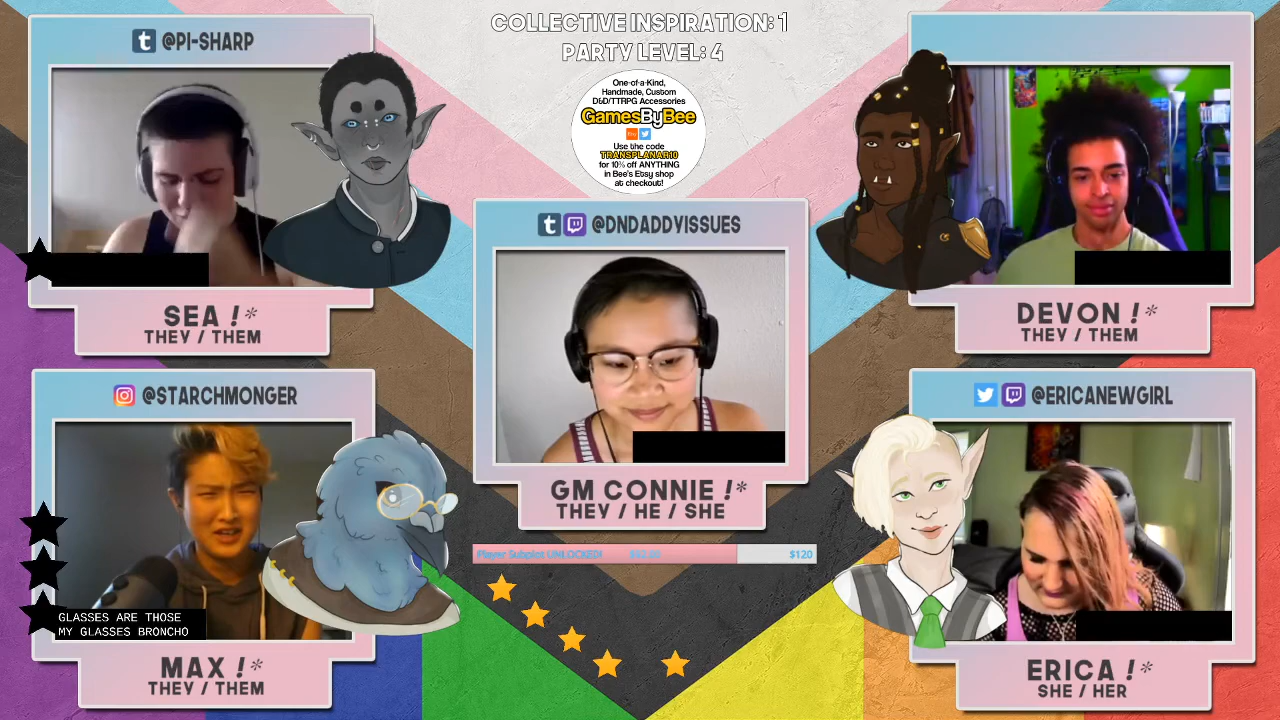 COLLECTIVE INSPIRATION: 1
PARTY LEVEL: 4
One-of-a-Kind,
Handmade, Custom
D&D/TTRPG Accessories
GamesByBee
Etsy
Use the code
TRANSPLANAR10
for 10% off ANYTHING
in Bee's Etsy shop
at checkout!
t @PI-SHARP
SEA !*
THEY / THEM
DEVON !*
THEY / THEM
t @DNDADDYISSUES
GM CONNIE !*
THEY / HE / SHE
@STARCHMONGER
GLASSES ARE THOSE
MY GLASSES BRONCHO
MAX !*
THEY / THEM
@ERICANEWGIRL
ERICA !*
SHE / HER
Player Subplot UNLOCKED! $120